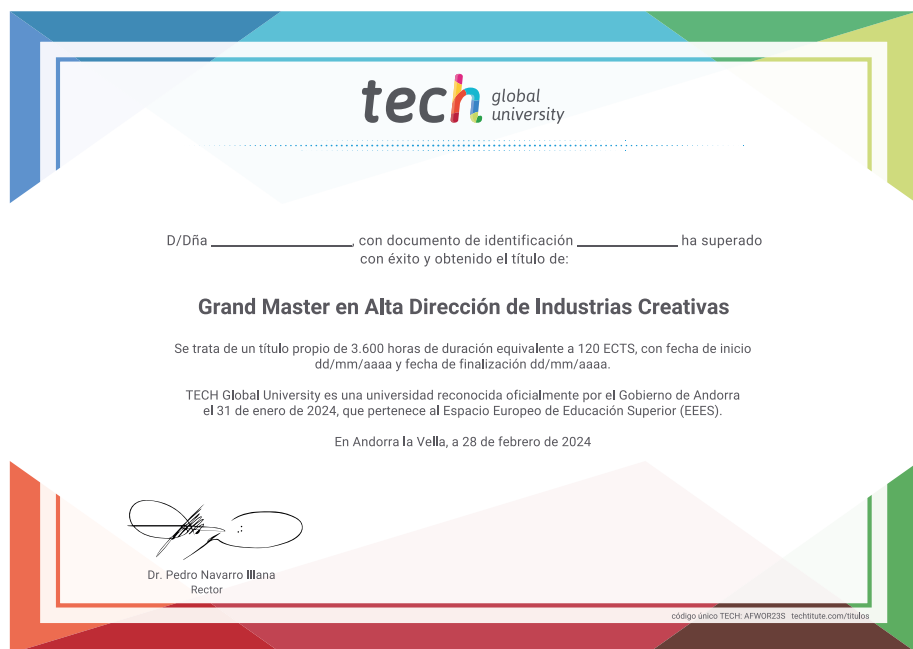 tech global university
D/Dña ______________, con documento de identificación __________ ha superado
con éxito y obtenido el título de:
Grand Master en Alta Dirección de Industrias Creativas
Se trata de un título propio de 3.600 horas de duración equivalente a 120 ECTS, con fecha de inicio
dd/mm/aaaa y fecha de finalización dd/mm/aaaa.
TECH Global University es una universidad reconocida oficialmente por el Gobierno de Andorra
el 31 de enero de 2024, que pertenece al Espacio Europeo de Educación Superior (EEES).
En Andorra la Vella, a 28 de febrero de 2024
Dr. Pedro Navarro Illana
Rector
código único TECH: AFWOR23S techtitute.com/titulos